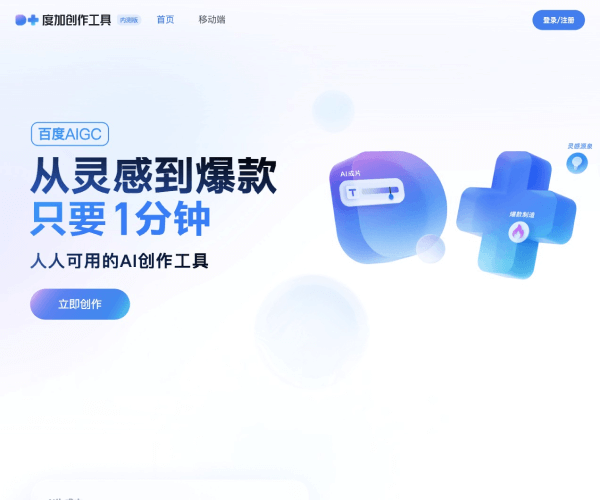 度加创作工具 内测版 首页 移动端 登录/注册
百度AIGC
从灵感到爆款
只要1分钟
人人可用的AI创作工具
立即创作
AI成片
T
爆款制造
灵感源泉